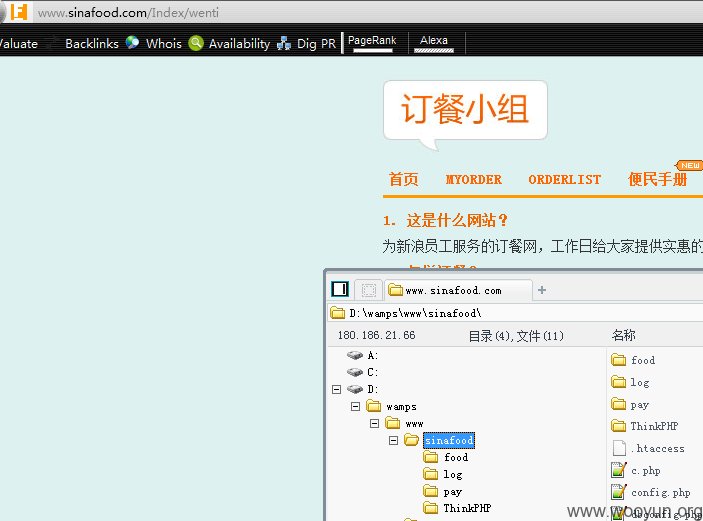 www.sinafood.com/Index/wenti
Valuate Backlinks Whois Availability Dig PR PageRank Alexa
订餐小组
NEW
首页 MYORDER ORDERLIST 便民手册
1. 这是什么网站？
为新浪员工服务的订餐网，工作日给大家提供实惠的
www.sinafood.com
D:\wamps\www\sinafood\
180.186.21.66 目录(4),文件(11) 名称
A:
C:
D:
wamps
www
sinafood
food
log
pay
ThinkPHP
food
log
pay
ThinkPHP
.htaccess
c.php
config.php
dbconfig.php
www.wooyun.org